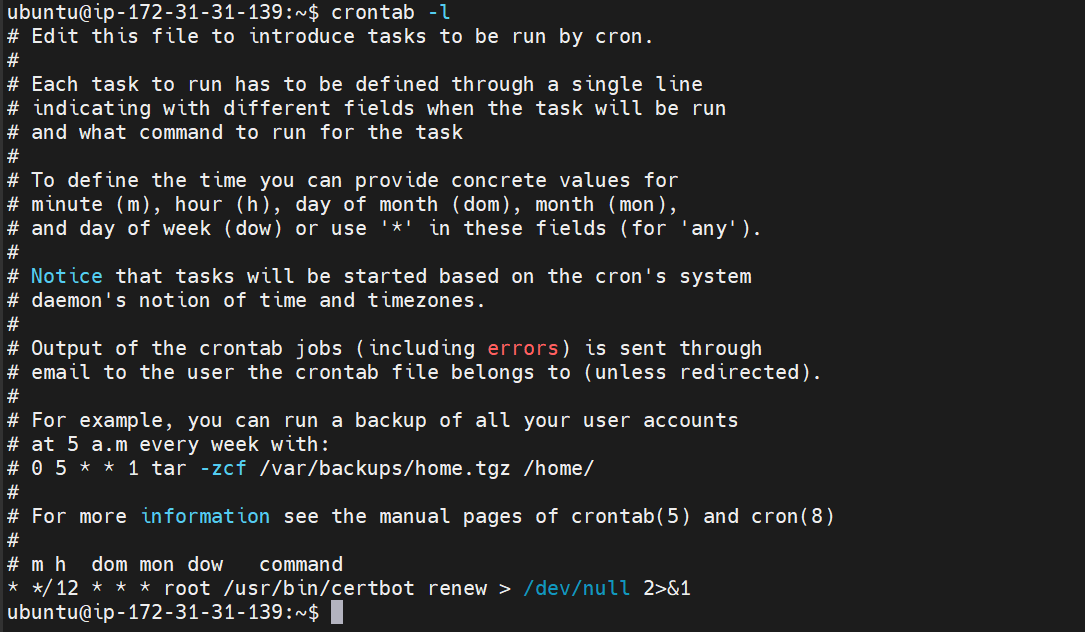 ubuntu@ip-172-31-31-139:~$ crontab -l
# Edit this file to introduce tasks to be run by cron.
#
# Each task to run has to be defined through a single line
# indicating with different fields when the task will be run
# and what command to run for the task
#
# To define the time you can provide concrete values for
# minute (m), hour (h), day of month (dom), month (mon),
# and day of week (dow) or use '*' in these fields (for 'any').
#
# Notice that tasks will be started based on the cron's system
# daemon's notion of time and timezones.
#
# Output of the crontab jobs (including errors) is sent through
# email to the user the crontab file belongs to (unless redirected).
#
# For example, you can run a backup of all your user accounts
# at 5 a.m every week with:
# 0 5 * * 1 tar -zcf /var/backups/home.tgz /home/
#
# For more information see the manual pages of crontab(5) and cron(8)
#
# m h  dom mon dow   command
* */12 * * * root /usr/bin/certbot renew > /dev/null 2>&1
ubuntu@ip-172-31-31-139:~$